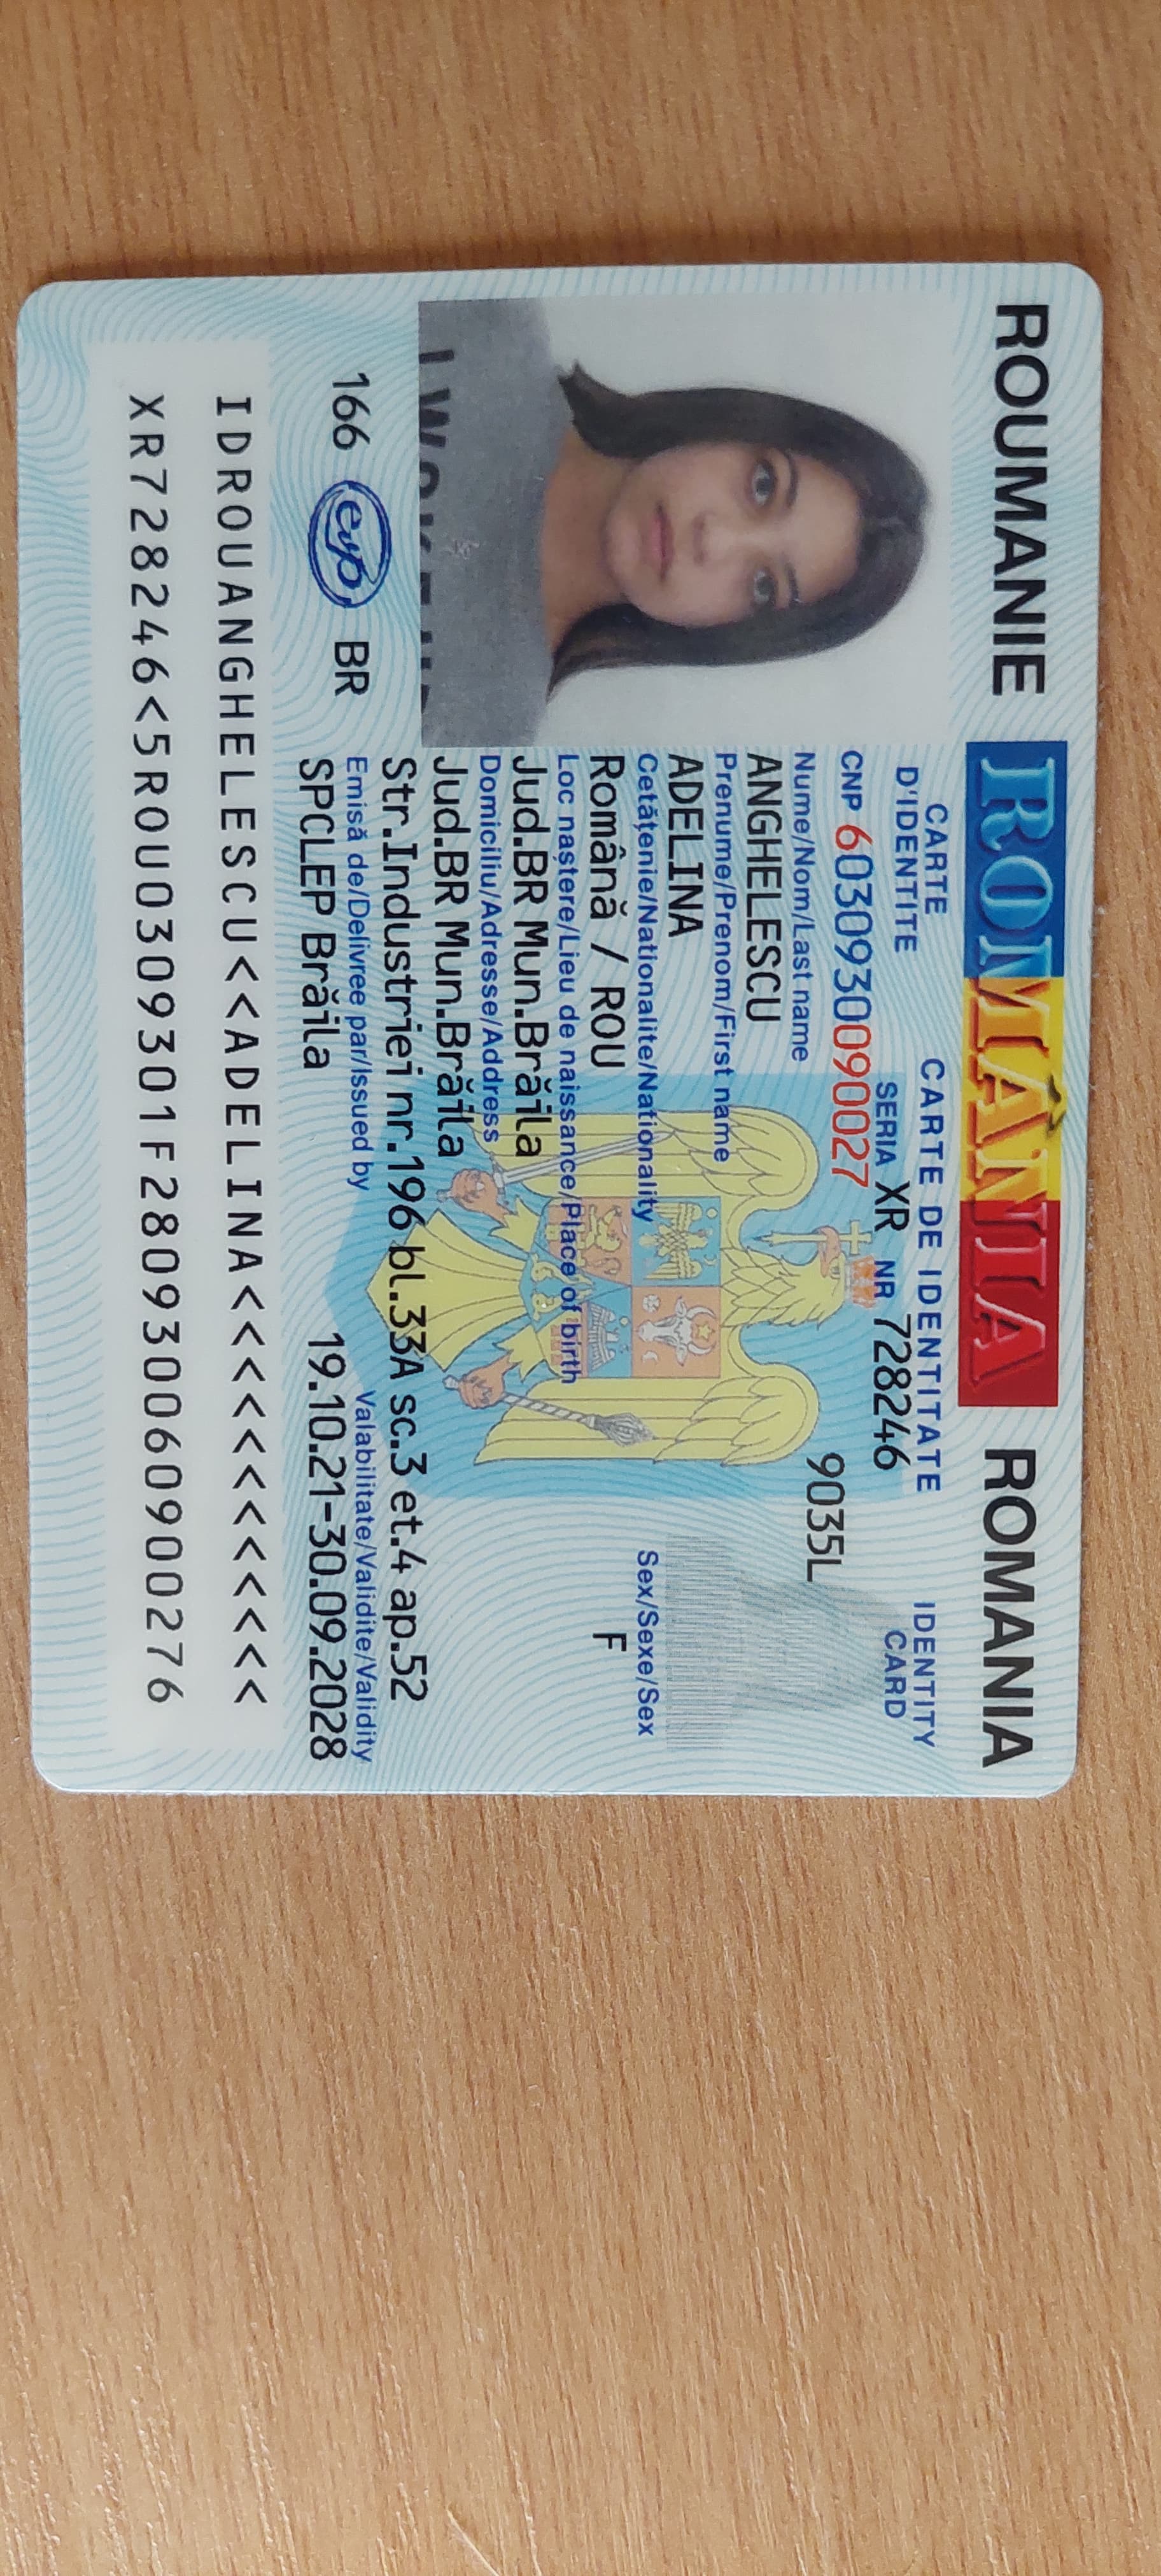 ROUMANIE ROMÂNIA ROMANIA
CARTE D'IDENTITE
CARTE DE IDENTITATE
IDENTITY CARD
SERIA XR NR 728246
CNP 6030930090027
9035L
Nume/Nom/Last name
ANGHELESCU
Prenume/Prenom/First name
ADELINA
Cetățenie/Nationalite/Nationality
Română / ROU
Sex/Sexe/Sex
F
Loc naștere/Lieu de naissance/Place of birth
Jud.BR Mun.Brăila
Domiciliu/Adresse/Address
Jud.BR Mun.Brăila
Str.Industriei nr.196 bl.33A sc.3 et.4 ap.52
Emisă de/Delivree par/Issued by
SPCLEP Brăila
Valabilitate/Validite/Validity
19.10.21-30.09.2028
166 evp BR
IDROUANGHELESCU<<ADELINA<<<<<<<<<<<<
XR728246<5ROU0309301F280930060900276